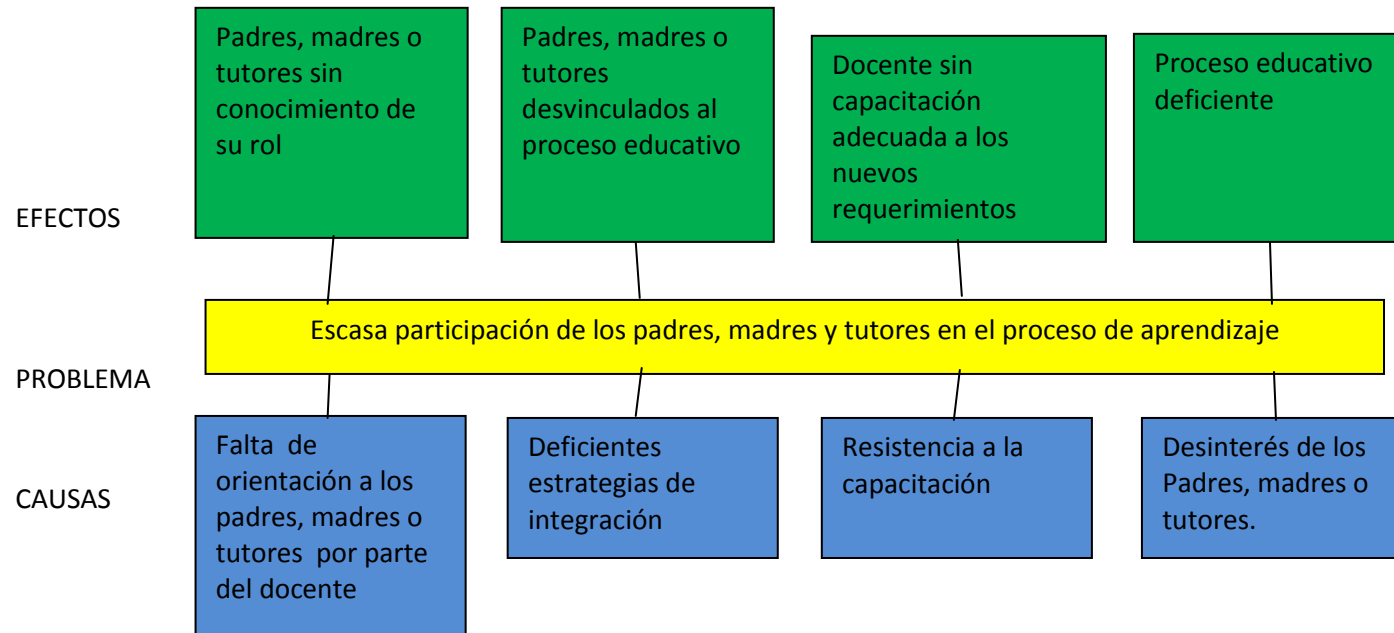 Padres, madres o
tutores sin
conocimiento de
su rol
Padres, madres o
tutores
desvinculados al
proceso educativo
Docente sin
capacitación
adecuada a los
nuevos
requerimientos
Proceso educativo
deficiente
EFECTOS
Escasa participación de los padres, madres y tutores en el proceso de aprendizaje
PROBLEMA
Falta  de
orientación a los
padres, madres o
tutores  por parte
del docente
Deficientes
estrategias de
integración
Resistencia a la
capacitación
Desinterés de los
Padres, madres o
tutores.
CAUSAS